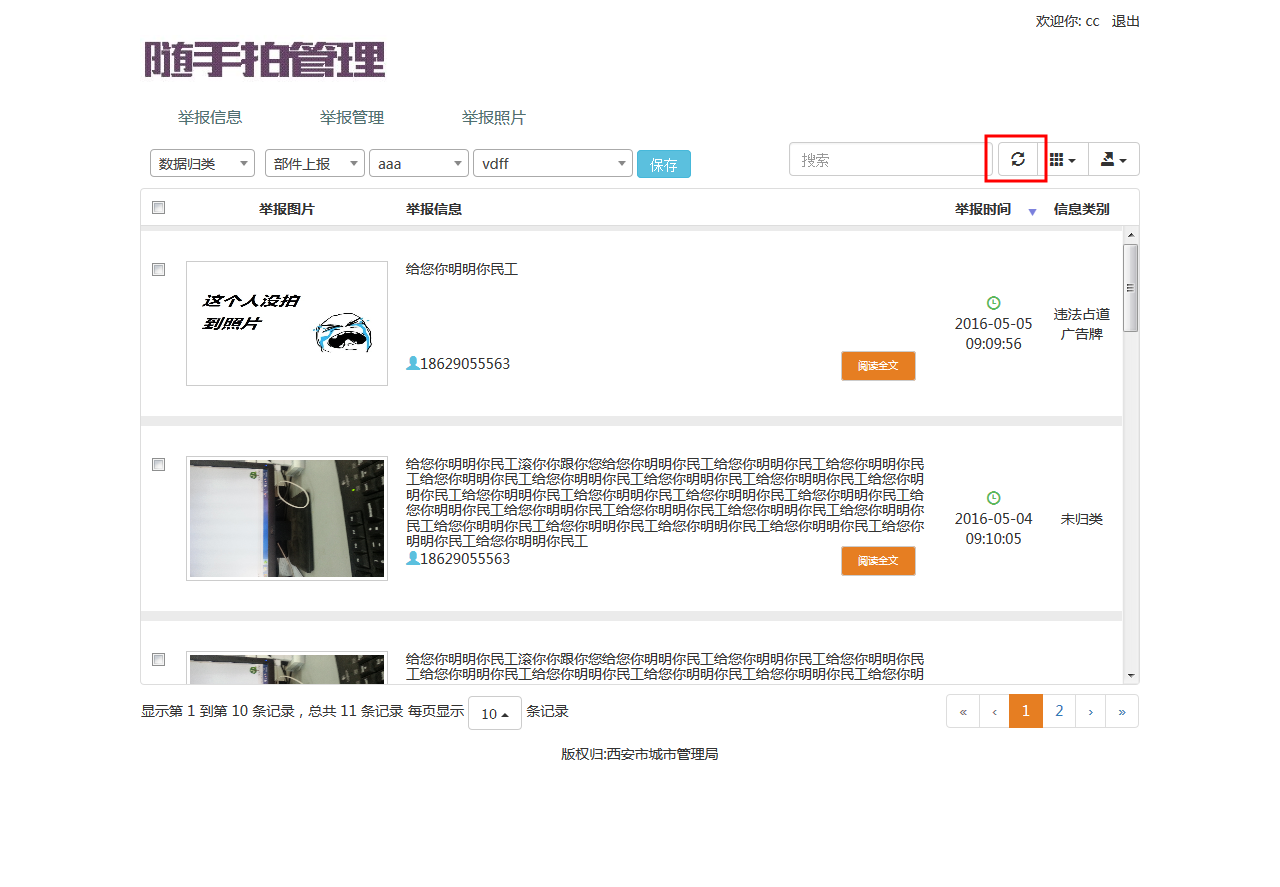 欢迎你: cc 退出
随手拍管理
举报信息 举报管理 举报照片
数据归类 部件上报 aaa vdff 保存 搜索
举报图片 举报信息 举报时间 信息类别
给您你明明你民工
这个人没拍
到照片
18629055563
阅读全文
2016-05-05
09:09:56
违法占道
广告牌
给您你明明你民工滚你你跟你您给您你明明你民工给您你明明你民工给您你明明你民
工给您你明明你民工给您你明明你民工给您你明明你民工给您你明明你民工给您你明
明你民工给您你明明你民工给您你明明你民工给您你明明你民工给您你明明你民工给
您你明明你民工给您你明明你民工给您你明明你民工给您你明明你民工给您你明明你
民工给您你明明你民工给您你明明你民工给您你明明你民工给您你明明你民工给您你
明明你民工给您你明明你民工
18629055563
阅读全文
2016-05-04
09:10:05
未归类
给您你明明你民工滚你你跟你您给您你明明你民工给您你明明你民工给您你明明你民
工给您你明明你民工给您你明明你民工给您你明明你民工给您你明明你民工给您你明
显示第 1 到第 10 条记录，总共 11 条记录 每页显示 10 条记录
« ‹ 1 2 › »
版权归:西安市城市管理局